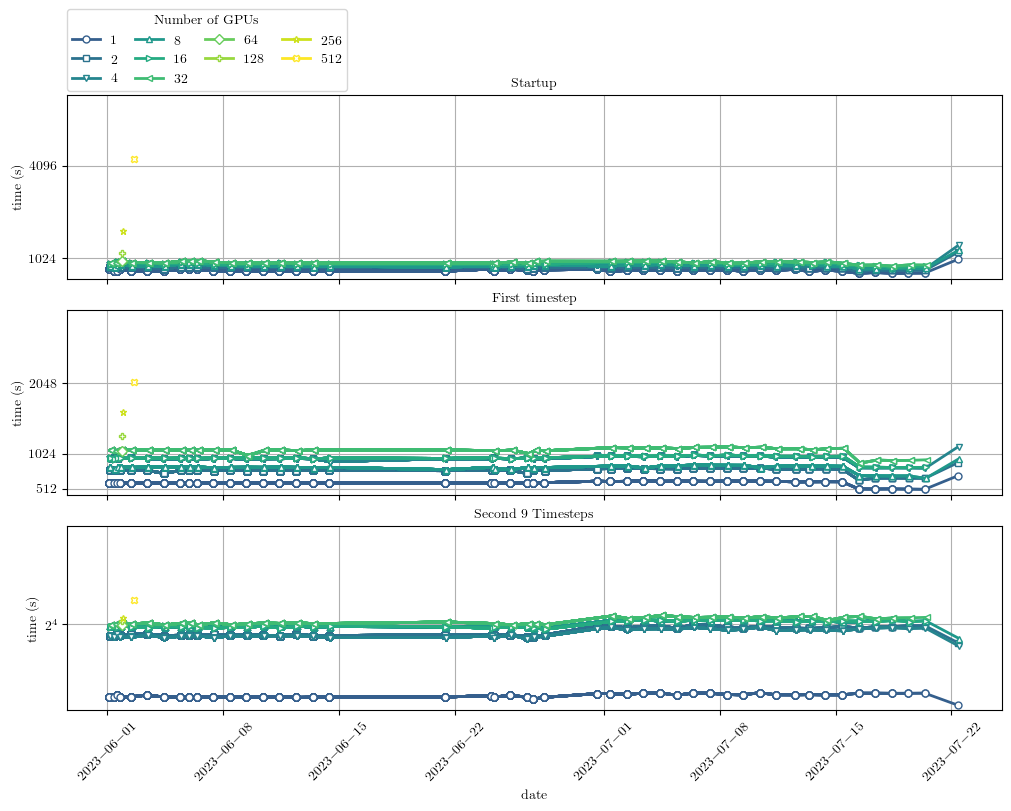 Number of GPUs
1 8 64 256
2 16 128 512
4 32
Startup
time (s)
4096
1024
First timestep
time (s)
2048
1024
512
Second 9 Timesteps
time (s)
2⁴
2023−06−01 2023−06−08 2023−06−15 2023−06−22 2023−07−01 2023−07−08 2023−07−15 2023−07−22
date